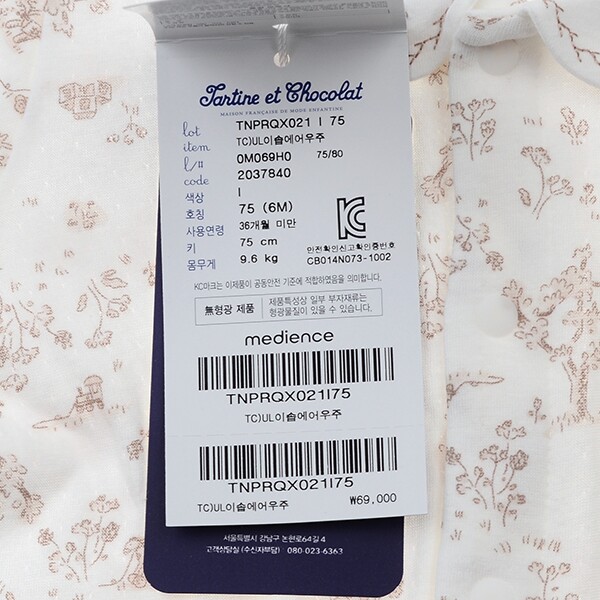 Tartine et Chocolat
MAISON FRANÇAISE DE MODE ENFANTINE
lot TNPRQX021 I 75
item TC)UL이솝에어우주
l/# 0M069H0 75/80
code 2037840
색상 I
호칭 75 (6M)
사용연령 36개월 미만
키 75 cm
몸무게 9.6 kg
안전확인신고확인증번호
CB014N073-1002
KC마크는 이제품이 공동안전 기준에 적합하였음을 의미합니다.
無형광 제품
제품특성상 일부 부자재류는
형광물질이 있을 수 있습니다.
medience
TNPRQX021I75
TC)UL이솝에어우주
TNPRQX021I75
TC)UL이솝에어우주 ₩69,000
서울특별시 강남구 논현로64길 4
고객상담실 (수신자부담) 080-023-6363